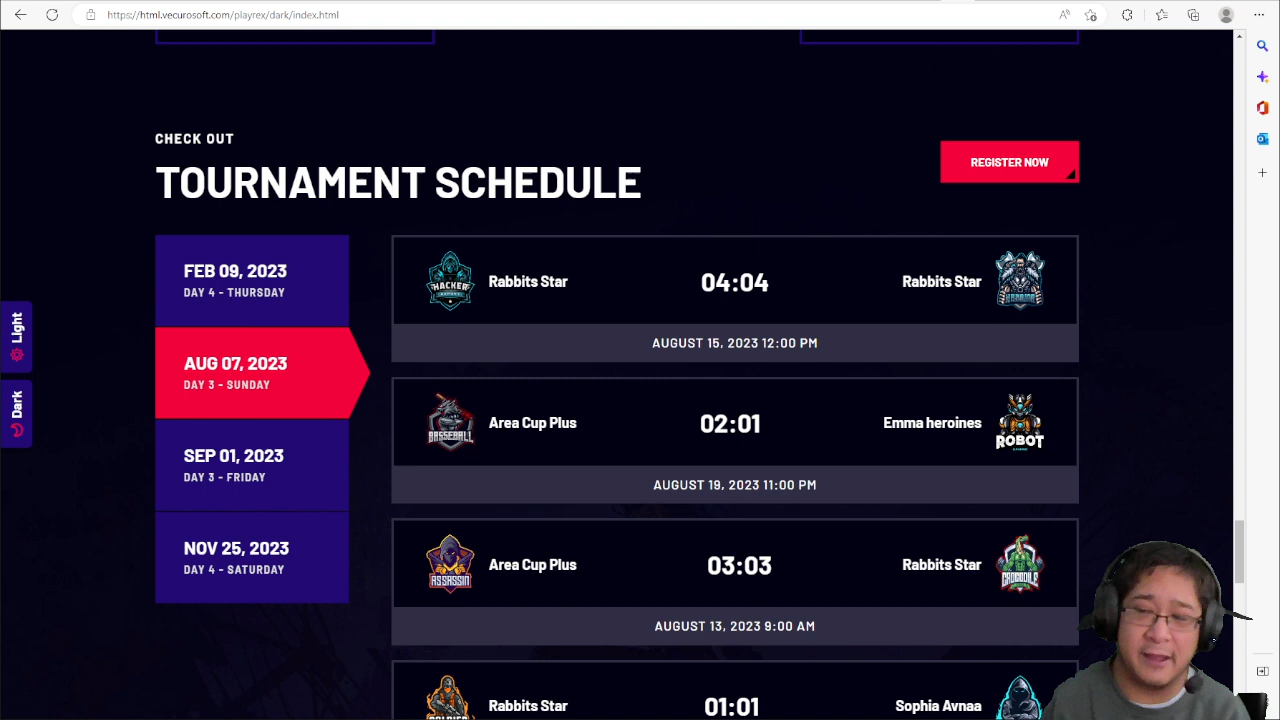 https://html.vecurosoft.com/playrex/dark/index.html
CHECK OUT
TOURNAMENT SCHEDULE
REGISTER NOW
Light
Dark
FEB 09, 2023
DAY 4 - THURSDAY
AUG 07, 2023
DAY 3 - SUNDAY
SEP 01, 2023
DAY 3 - FRIDAY
NOV 25, 2023
DAY 4 - SATURDAY
HACKER Rabbits Star 04:04 Rabbits Star
AUGUST 15, 2023 12:00 PM
BASSEBALL Area Cup Plus 02:01 Emma heroines ROBOT
AUGUST 19, 2023 11:00 PM
ASSASSIN Area Cup Plus 03:03 Rabbits Star CROCODILE
AUGUST 13, 2023 9:00 AM
SOLDIER Rabbits Star 01:01 Sophia Avnaa